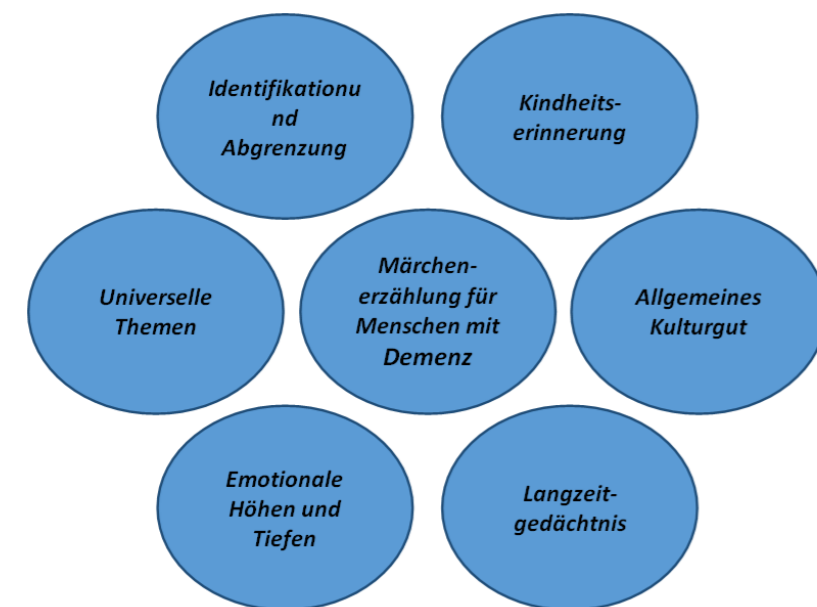 Identifikationu
nd
Abgrenzung
Kindheits-
erinnerung
Universelle
Themen
Märchen-
erzählung für
Menschen mit
Demenz
Allgemeines
Kulturgut
Emotionale
Höhen und
Tiefen
Langzeit-
gedächtnis